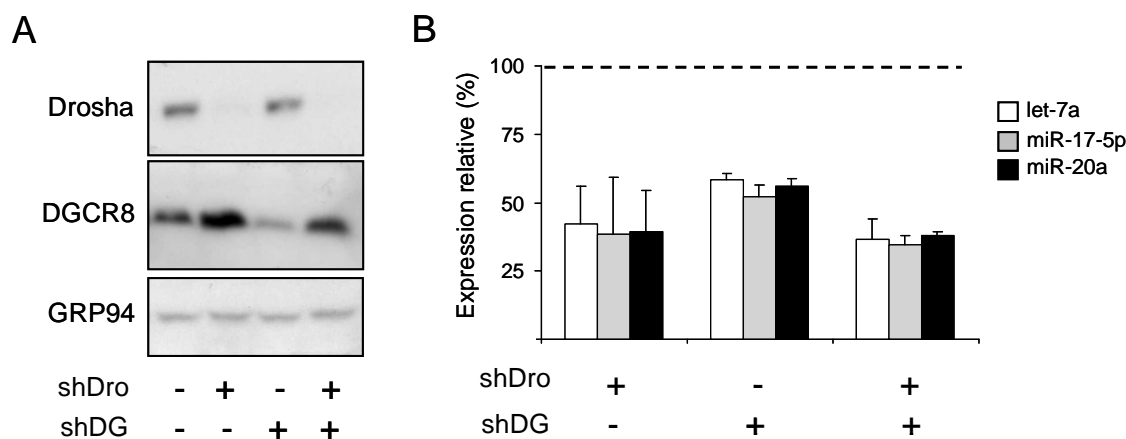 A
Drosha
DGCR8
GRP94
shDro - + - +
shDG - - + +
B
Expression relative (%)
100
75
50
25
let-7a
miR-17-5p
miR-20a
shDro + - +
shDG - + +